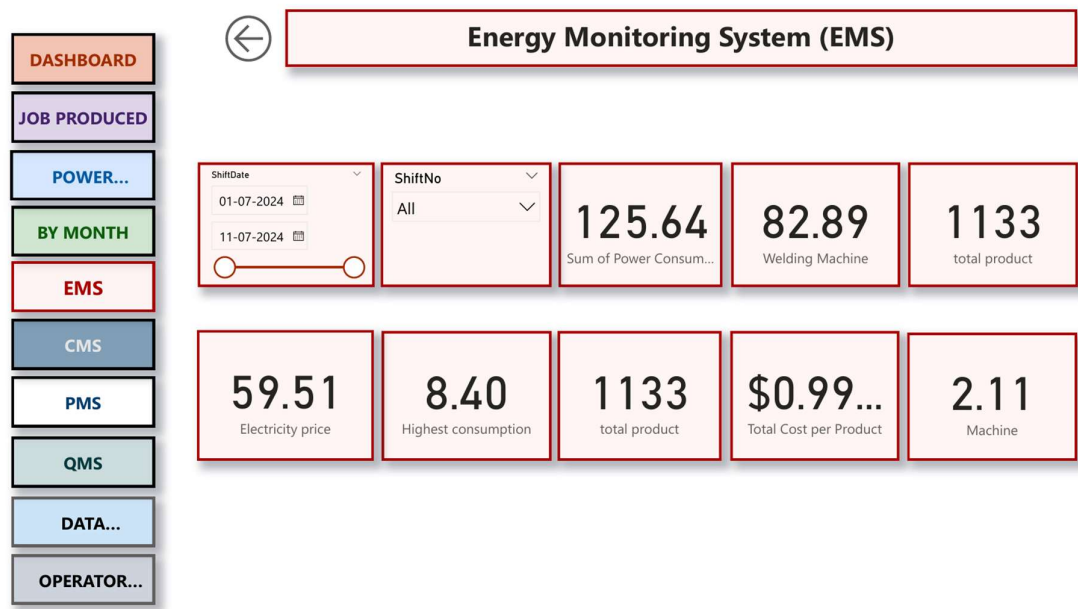 Energy Monitoring System (EMS)
DASHBOARD
JOB PRODUCED
POWER...
BY MONTH
EMS
CMS
PMS
QMS
DATA...
OPERATOR...
ShiftDate
01-07-2024
11-07-2024
ShiftNo
All
125.64
Sum of Power Consum...
82.89
Welding Machine
1133
total product
59.51
Electricity price
8.40
Highest consumption
1133
total product
$0.99...
Total Cost per Product
2.11
Machine